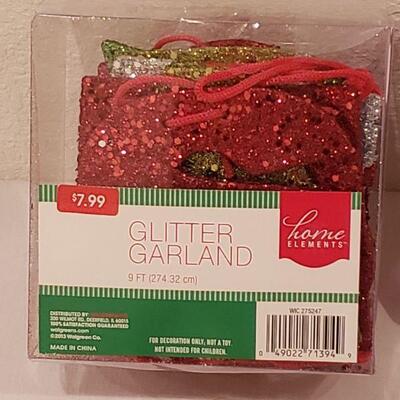 $7.99
GLITTER
GARLAND
9 FT (274.32 cm)
home
ELEMENTS™
DISTRIBUTED BY:
200 WILMOT RD., DEERFIELD, IL 60015
100% SATISFACTION GUARANTEED
walgreens.com
©2013 Walgreen Co.
MADE IN CHINA
FOR DECORATION ONLY; NOT A TOY.
NOT INTENDED FOR CHILDREN.
WIC 275247
0 49022 71394 9